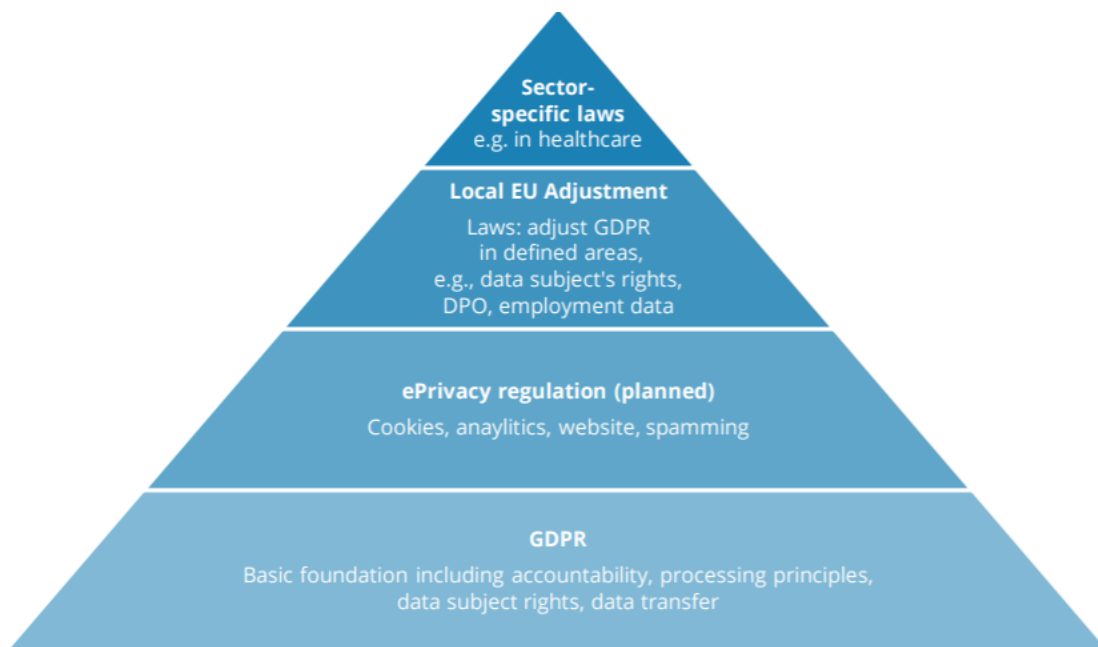 Sector-
specific laws
e.g. in healthcare
Local EU Adjustment
Laws: adjust GDPR
in defined areas,
e.g., data subject's rights,
DPO, employment data
ePrivacy regulation (planned)
Cookies, anaylitics, website, spamming
GDPR
Basic foundation including accountability, processing principles,
data subject rights, data transfer